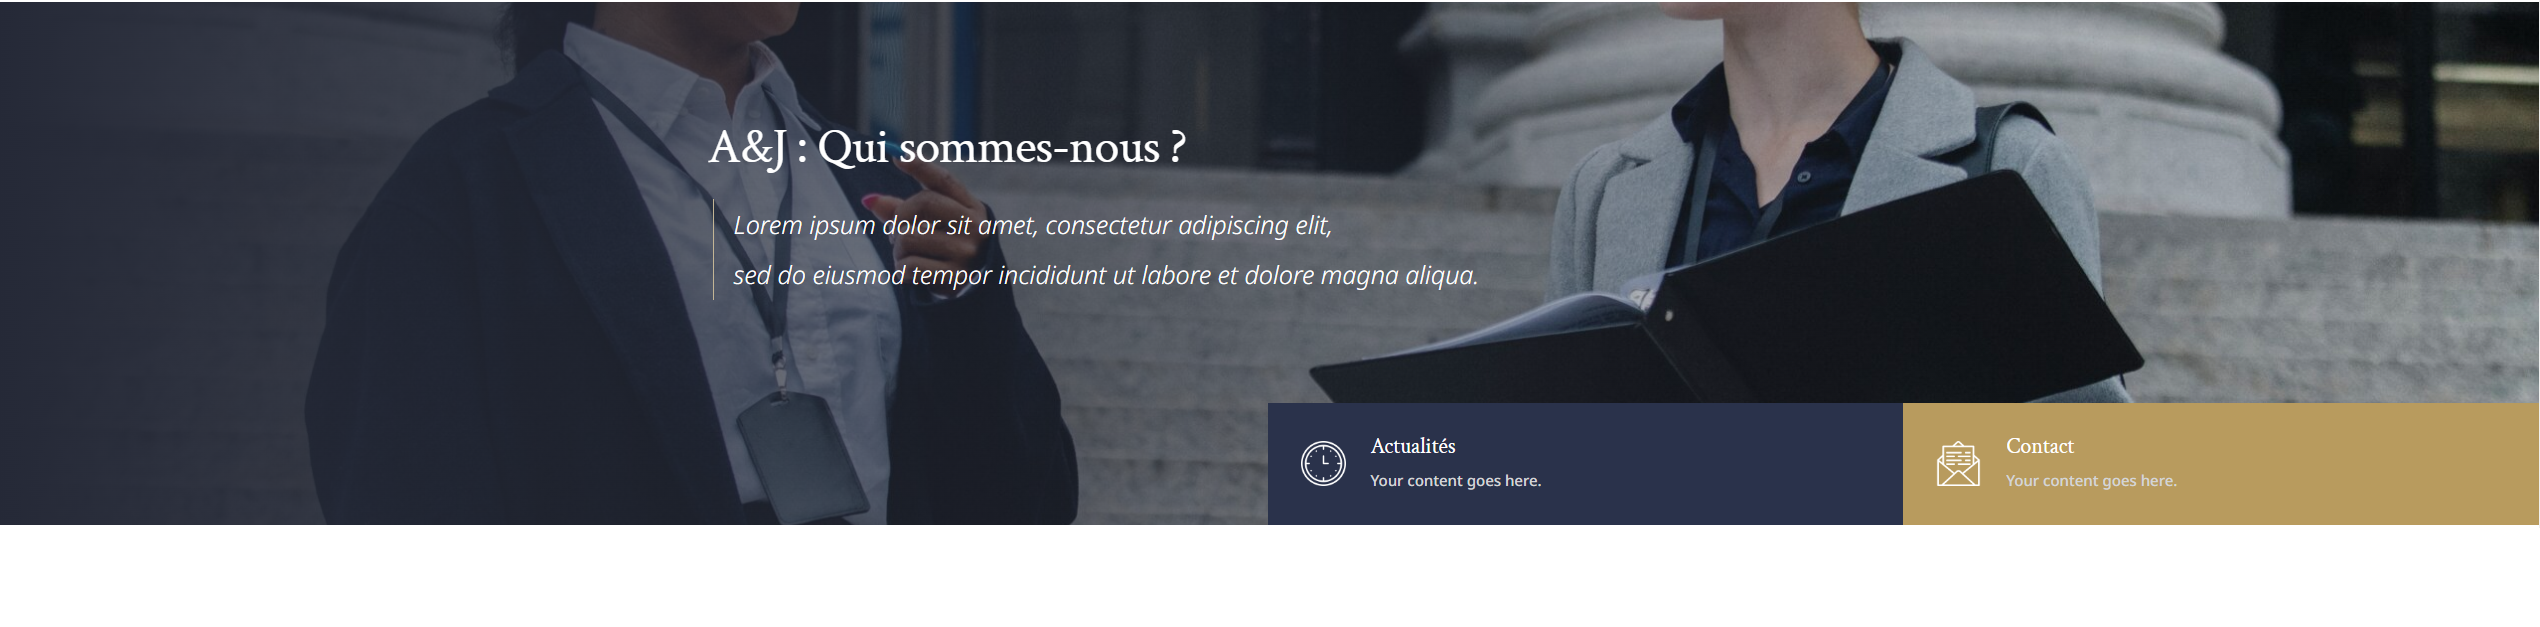 A&J : Qui sommes-nous ?
Lorem ipsum dolor sit amet, consectetur adipiscing elit,
sed do eiusmod tempor incididunt ut labore et dolore magna aliqua.
Actualités
Your content goes here.
Contact
Your content goes here.